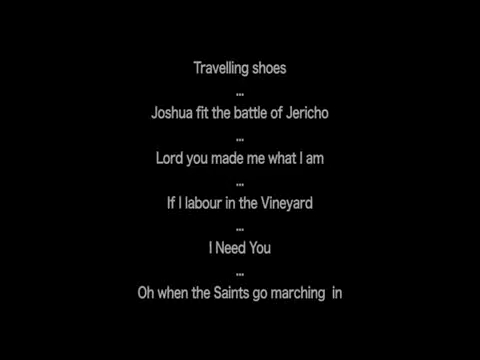 Travelling shoes
...
Joshua fit the battle of Jericho
...
Lord you made me what I am
...
If I labour in the Vineyard
...
I Need You
...
Oh when the Saints go marching  in